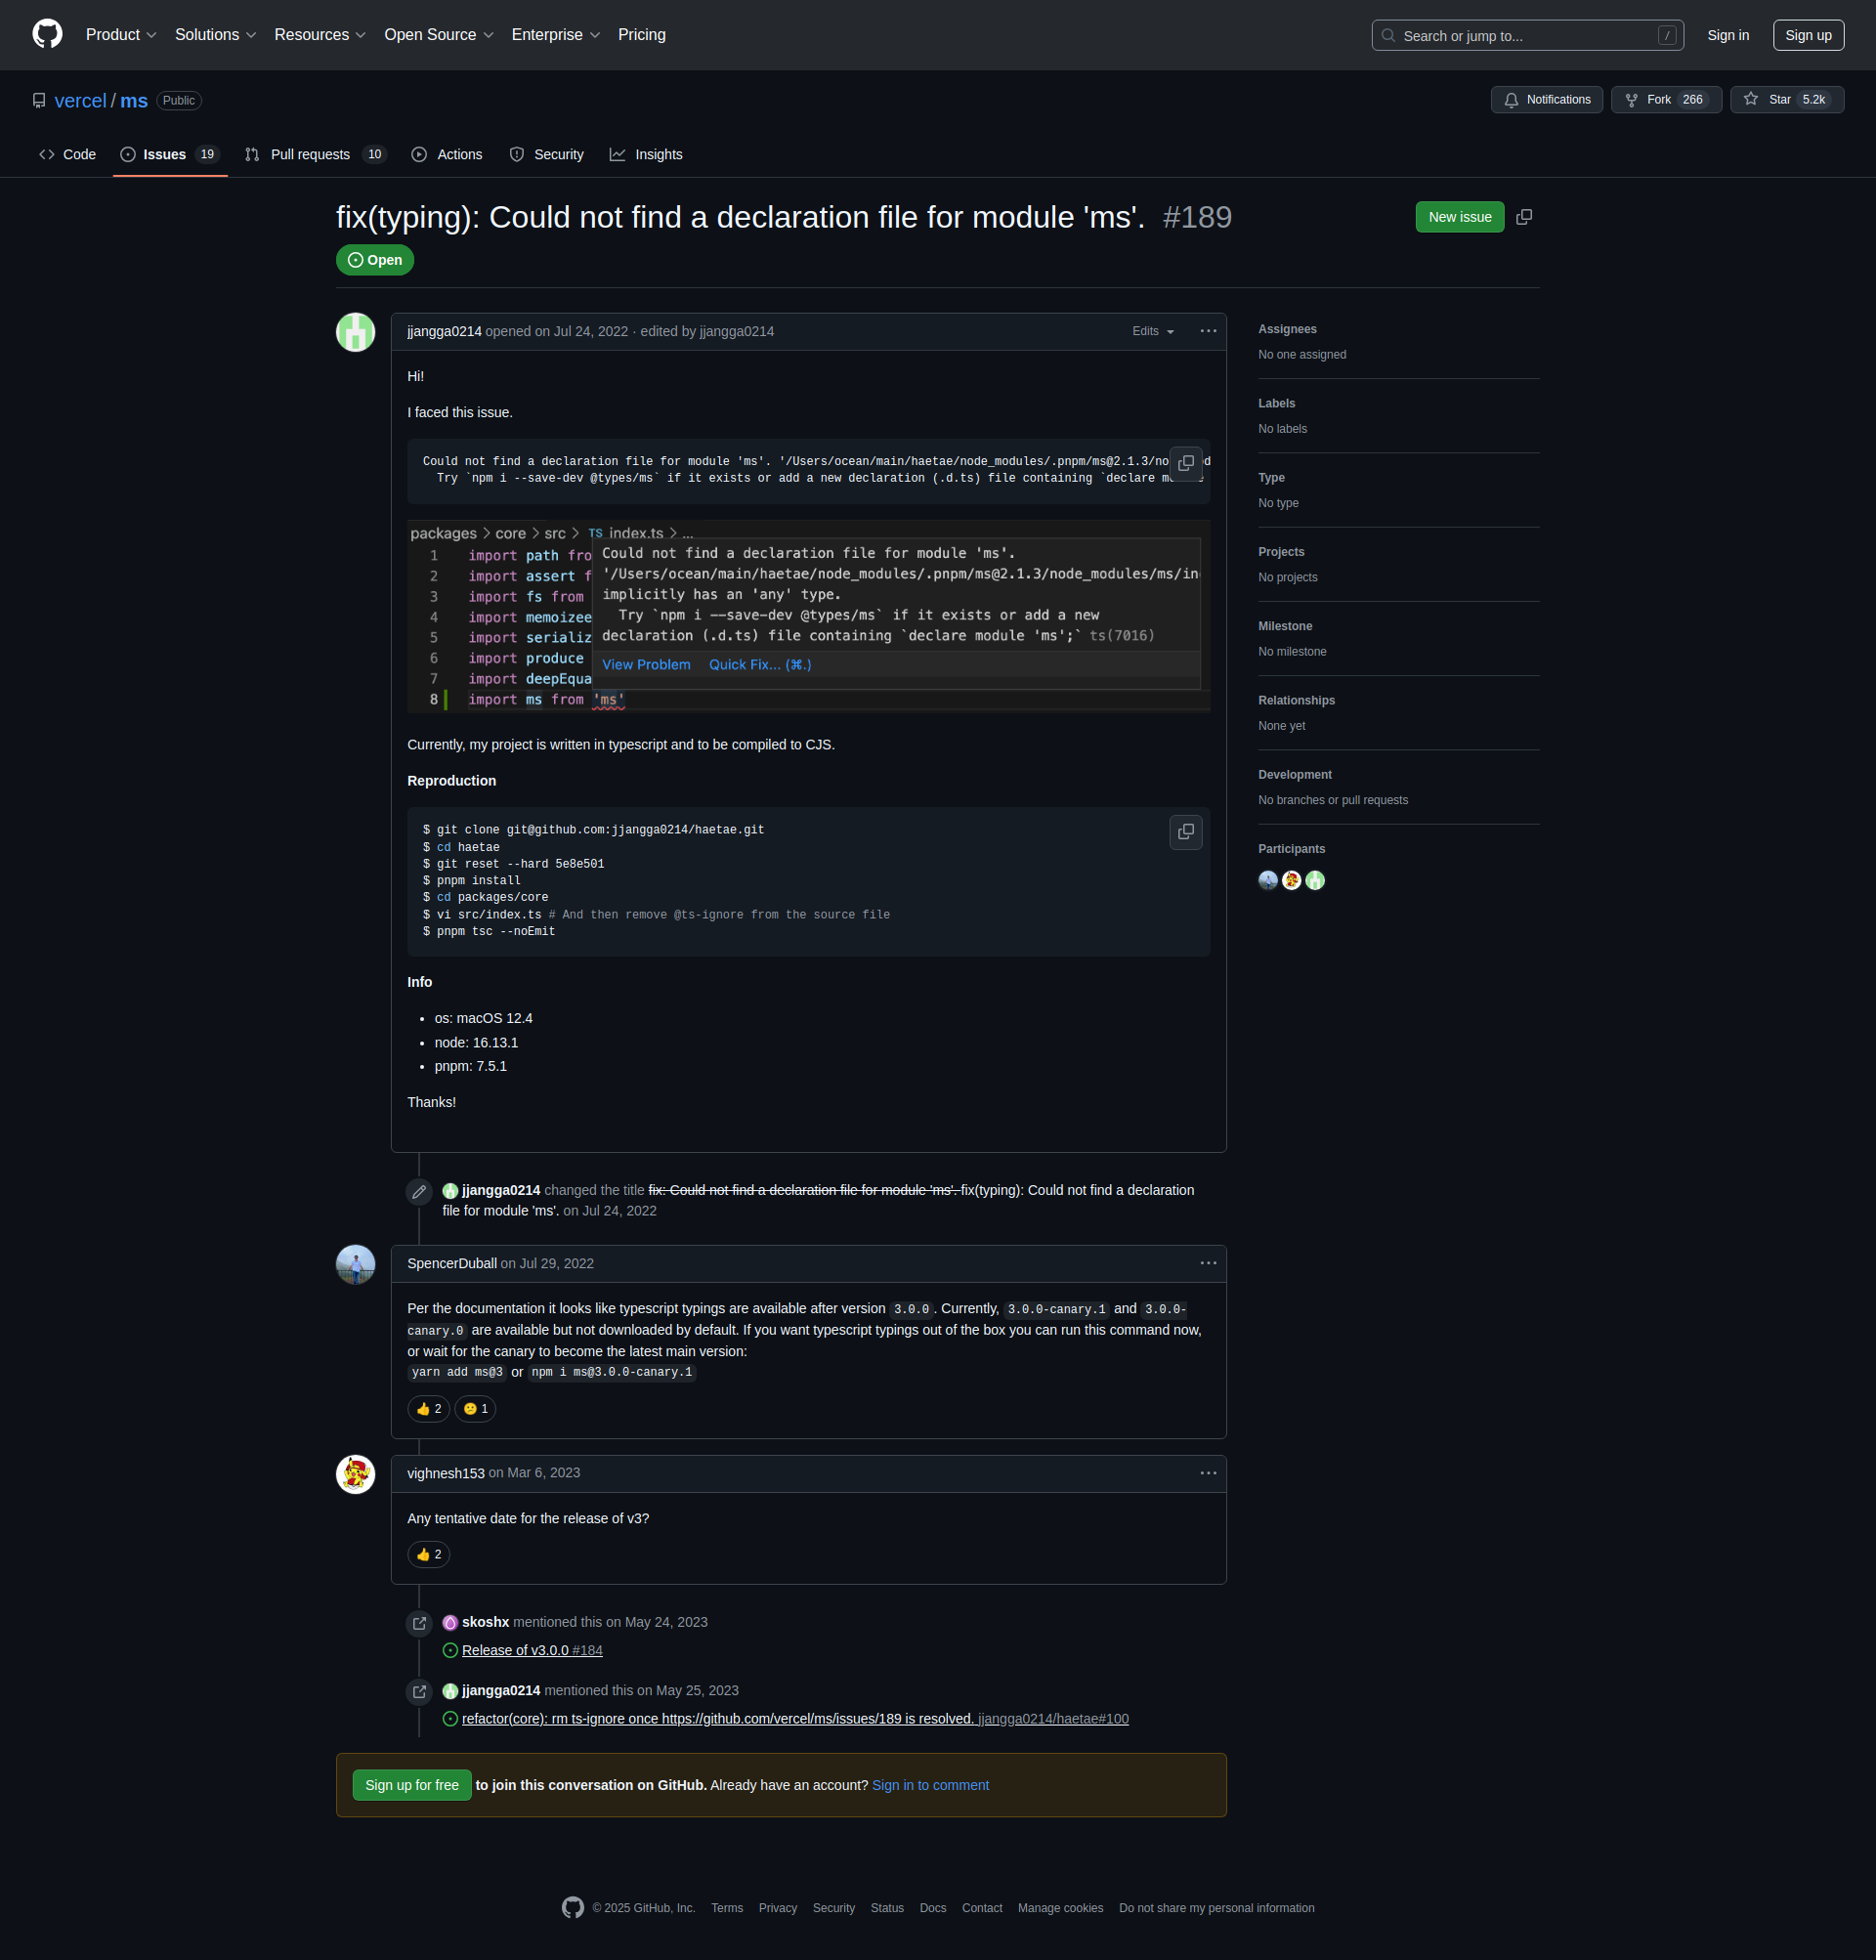 Product Solutions Resources Open Source Enterprise Pricing Search or jump to... / Sign in Sign up
vercel / ms Public Notifications Fork 266 Star 5.2k
Code Issues 19 Pull requests 10 Actions Security Insights
fix(typing): Could not find a declaration file for module 'ms'. #189
New issue
Open
jjangga0214 opened on Jul 24, 2022 · edited by jjangga0214 Edits
Hi!
I faced this issue.
Could not find a declaration file for module 'ms'. '/Users/ocean/main/haetae/node_modules/.pnpm/ms@2.1.3/no
Try `npm i --save-dev @types/ms` if it exists or add a new declaration (.d.ts) file containing `declare
packages > core > src > TS index.ts > ...
1 import path fro
2 import assert f
3 import fs from
4 import memoizee
5 import serializ
6 import produce
7 import deepEqua
8 import ms from 'ms'
Could not find a declaration file for module 'ms'.
'/Users/ocean/main/haetae/node_modules/.pnpm/ms@2.1.3/node_modules/ms/in
implicitly has an 'any' type.
Try `npm i --save-dev @types/ms` if it exists or add a new
declaration (.d.ts) file containing `declare module 'ms';` ts(7016)
View Problem Quick Fix... (⌘.)
Currently, my project is written in typescript and to be compiled to CJS.
Reproduction
$ git clone git@github.com:jjangga0214/haetae.git
$ cd haetae
$ git reset --hard 5e8e501
$ pnpm install
$ cd packages/core
$ vi src/index.ts # And then remove @ts-ignore from the source file
$ pnpm tsc --noEmit
Info
os: macOS 12.4
node: 16.13.1
pnpm: 7.5.1
Thanks!
jjangga0214 changed the title fix: Could not find a declaration file for module 'ms'. fix(typing): Could not find a declaration
file for module 'ms'. on Jul 24, 2022
SpencerDuball on Jul 29, 2022
Per the documentation it looks like typescript typings are available after version 3.0.0. Currently, 3.0.0-canary.1 and 3.0.0-
canary.0 are available but not downloaded by default. If you want typescript typings out of the box you can run this command now,
or wait for the canary to become the latest main version:
yarn add ms@3 or npm i ms@3.0.0-canary.1
👍 2 😕 1
vighnesh153 on Mar 6, 2023
Any tentative date for the release of v3?
👍 2
skoshx mentioned this on May 24, 2023
Release of v3.0.0 #184
jjangga0214 mentioned this on May 25, 2023
refactor(core): rm ts-ignore once https://github.com/vercel/ms/issues/189 is resolved. jjangga0214/haetae#100
Sign up for free to join this conversation on GitHub. Already have an account? Sign in to comment
Assignees
No one assigned
Labels
No labels
Type
No type
Projects
No projects
Milestone
No milestone
Relationships
None yet
Development
No branches or pull requests
Participants
© 2025 GitHub, Inc. Terms Privacy Security Status Docs Contact Manage cookies Do not share my personal information